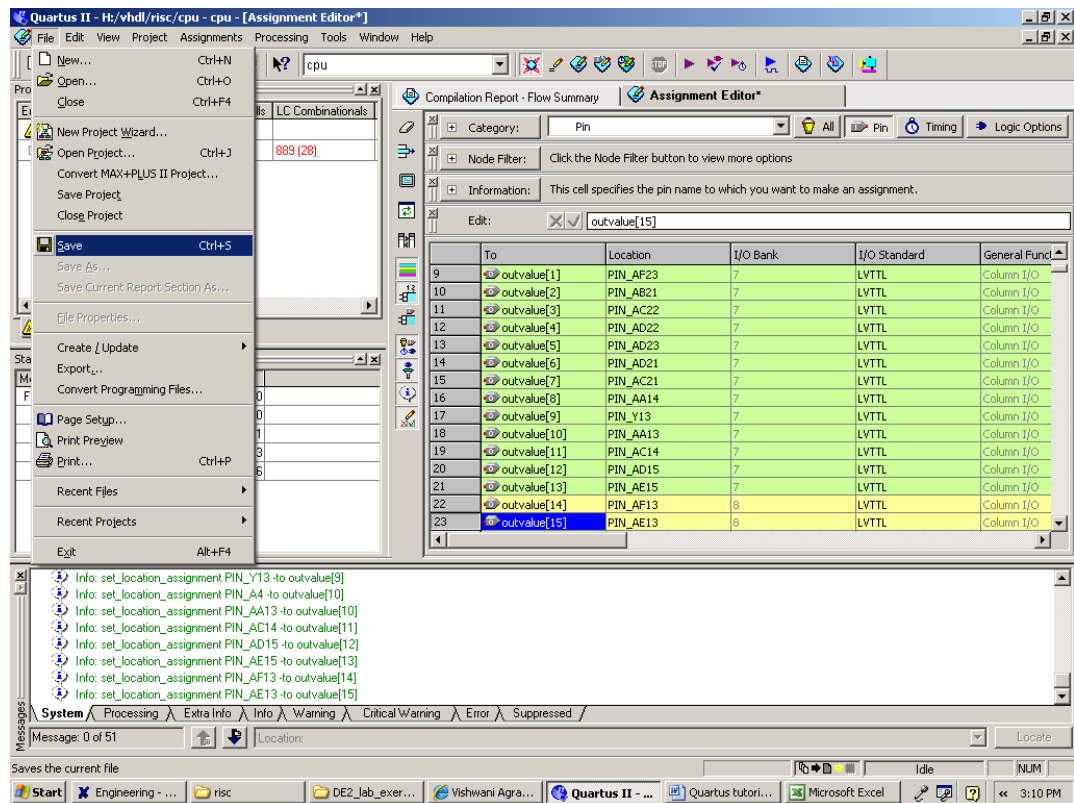 Quartus II - H:/vhdl/risc/cpu - cpu - [Assignment Editor*]
File Edit View Project Assignments Processing Tools Window Help
cpu
New... Ctrl+N
Open... Ctrl+O
Close Ctrl+F4
New Project Wizard...
Open Project... Ctrl+J
Convert MAX+PLUS II Project...
Save Project
Close Project
Save Ctrl+S
Save As...
Save Current Report Section As...
File Properties...
Create / Update
Export...
Convert Programming Files...
Page Setup...
Print Preview
Print... Ctrl+P
Recent Files
Recent Projects
Exit Alt+F4
LC Combinationals
889 (28)
Compilation Report - Flow Summary Assignment Editor*
Category: Pin All Pin Timing Logic Options
Node Filter: Click the Node Filter button to view more options
Information: This cell specifies the pin name to which you want to make an assignment.
Edit: outvalue[15]
To Location I/O Bank I/O Standard General Funct
9 outvalue[1] PIN_AF23 7 LVTTL Column I/O
10 outvalue[2] PIN_AB21 7 LVTTL Column I/O
11 outvalue[3] PIN_AC22 7 LVTTL Column I/O
12 outvalue[4] PIN_AD22 7 LVTTL Column I/O
13 outvalue[5] PIN_AD23 7 LVTTL Column I/O
14 outvalue[6] PIN_AD21 7 LVTTL Column I/O
15 outvalue[7] PIN_AC21 7 LVTTL Column I/O
16 outvalue[8] PIN_AA14 7 LVTTL Column I/O
17 outvalue[9] PIN_Y13 7 LVTTL Column I/O
18 outvalue[10] PIN_AA13 7 LVTTL Column I/O
19 outvalue[11] PIN_AC14 7 LVTTL Column I/O
20 outvalue[12] PIN_AD15 7 LVTTL Column I/O
21 outvalue[13] PIN_AE15 7 LVTTL Column I/O
22 outvalue[14] PIN_AF13 8 LVTTL Column I/O
23 outvalue[15] PIN_AE13 8 LVTTL Column I/O
Info: set_location_assignment PIN_Y13 -to outvalue[9]
Info: set_location_assignment PIN_A4 -to outvalue[10]
Info: set_location_assignment PIN_AA13 -to outvalue[10]
Info: set_location_assignment PIN_AC14 -to outvalue[11]
Info: set_location_assignment PIN_AD15 -to outvalue[12]
Info: set_location_assignment PIN_AE15 -to outvalue[13]
Info: set_location_assignment PIN_AF13 -to outvalue[14]
Info: set_location_assignment PIN_AE13 -to outvalue[15]
System Processing Extra Info Info Warning Critical Warning Error Suppressed
Messages
Message: 0 of 51 Location: Locate
Saves the current file Idle NUM
Start Engineering - ... risc DE2_lab_exer... Vishwani Agra... Quartus II - ... Quartus tutori... Microsoft Excel 3:10 PM